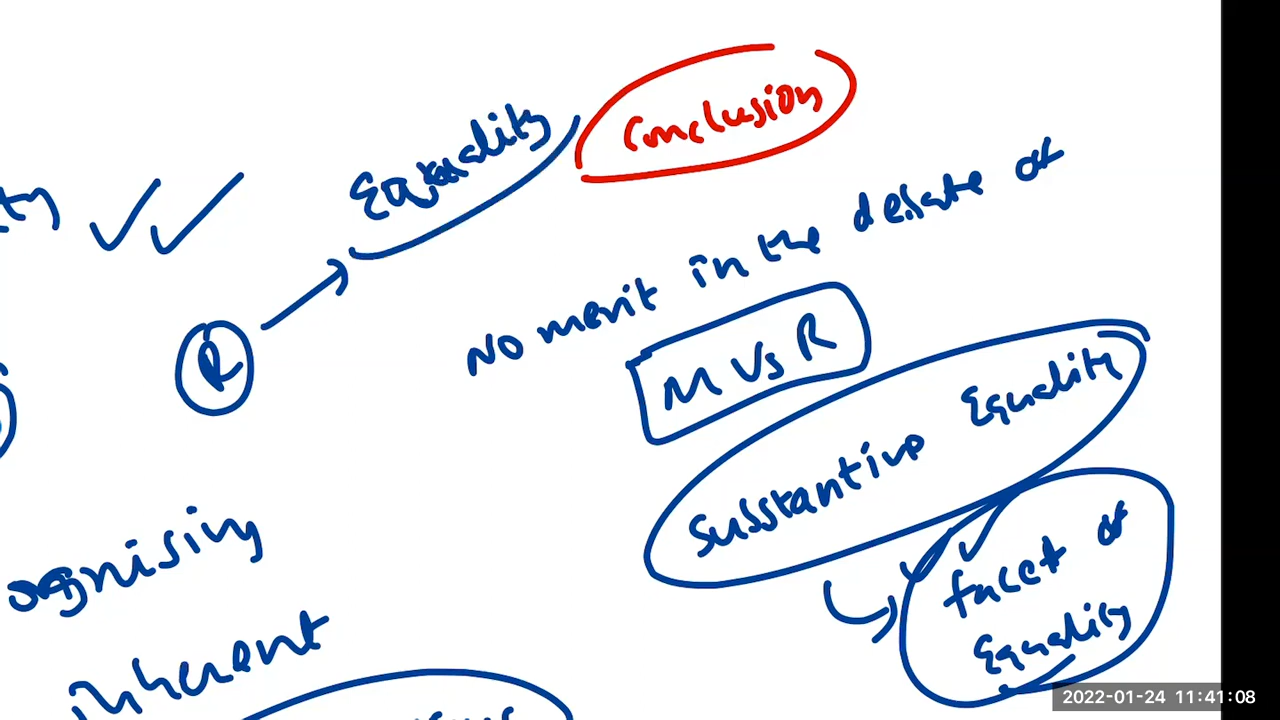 Conclusion
Equality
R
No merit in the debate of
M Vs R
Substantive Equality
facet of
Equality
inherent
2022-01-24 11:41:08